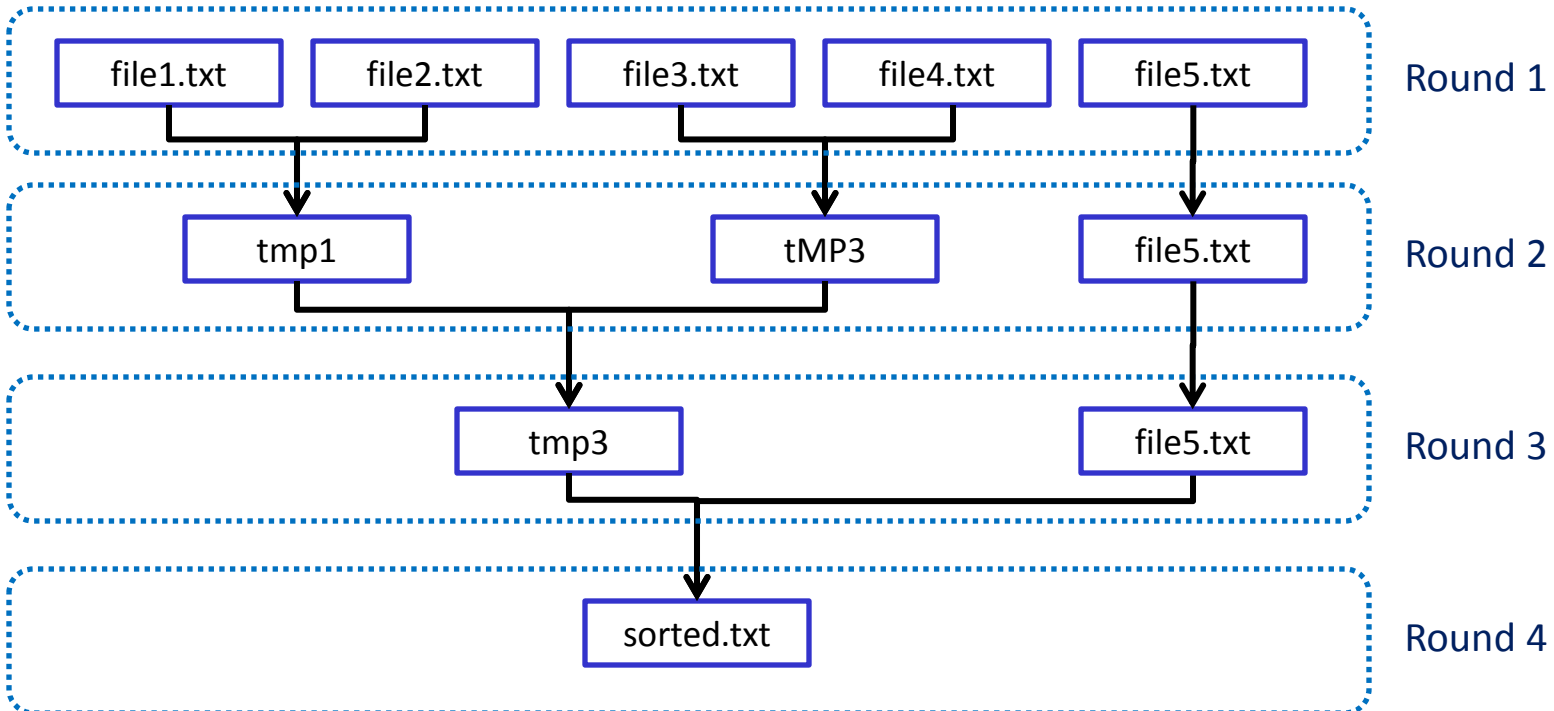 file1.txt
file2.txt
file3.txt
file4.txt
file5.txt
Round 1
tmp1
tMP3
file5.txt
Round 2
tmp3
file5.txt
Round 3
sorted.txt
Round 4